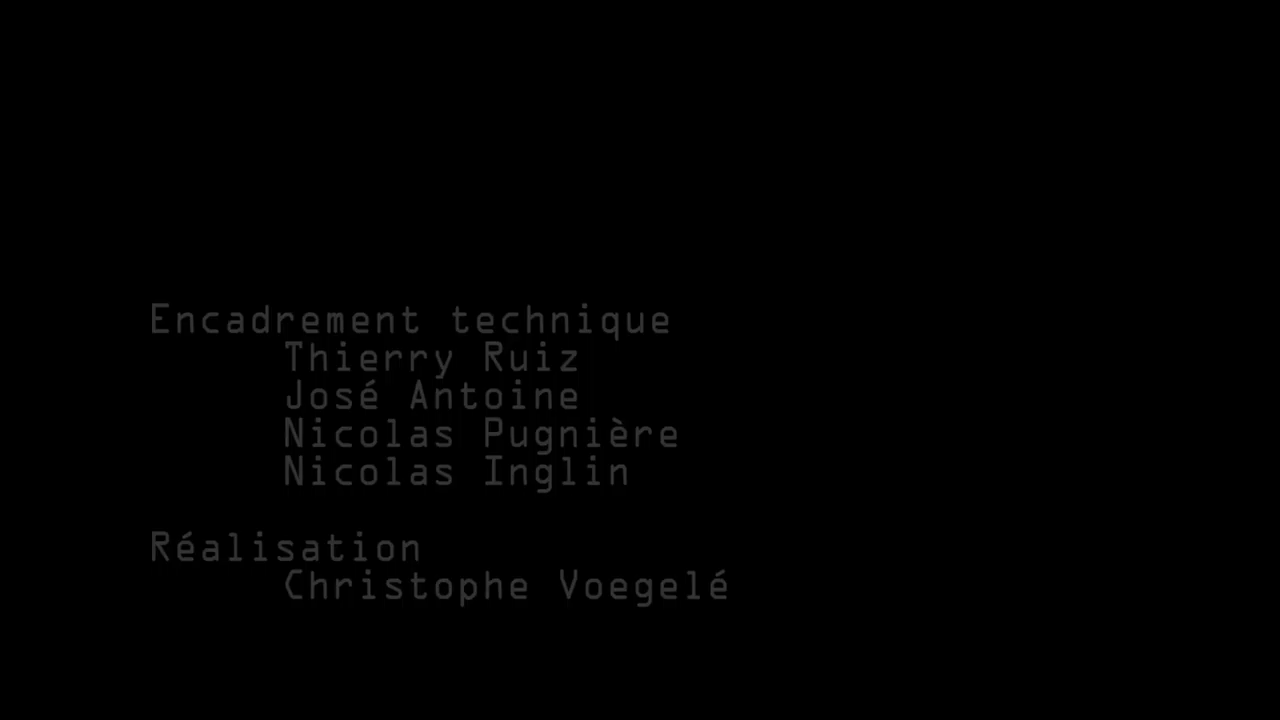 Encadrement technique
Thierry Ruiz
José Antoine
Nicolas Pugnière
Nicolas Inglin
Réalisation
Christophe Voegelé